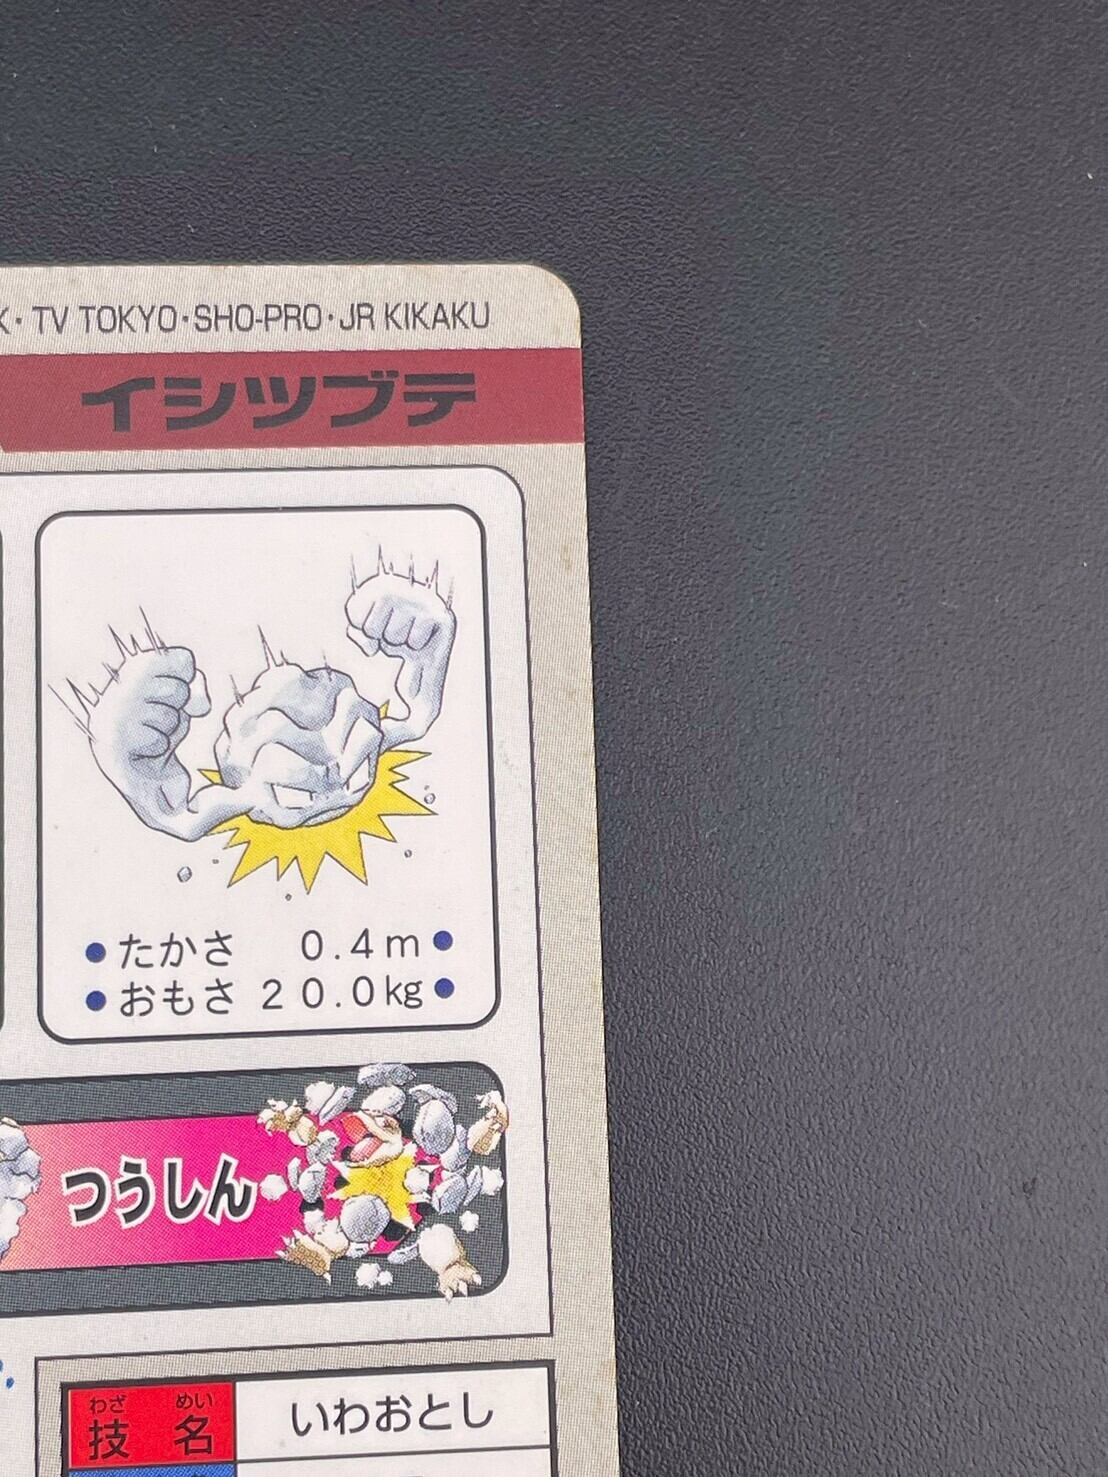 K・TV TOKYO・SHO-PRO・JR KIKAKU
イシツブテ
●たかさ 0.4m●
●おもさ 20.0kg●
つうしん
わざ めい
技 名 いわおとし